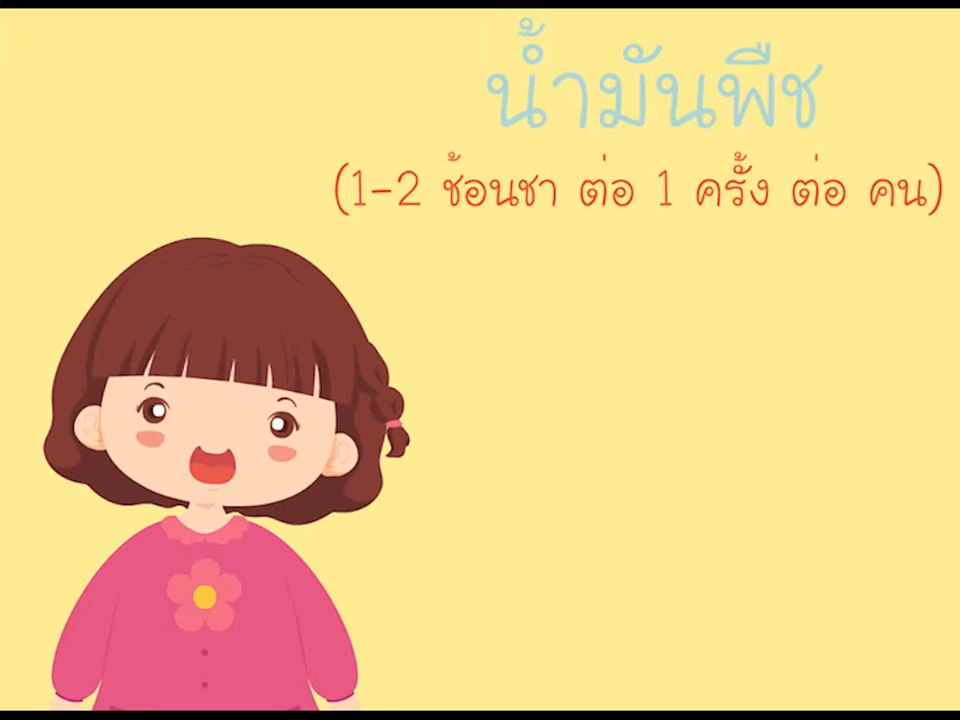 น้ำมันพืช
(1-2 ช้อนชา ต่อ 1 ครั้ง ต่อ คน)